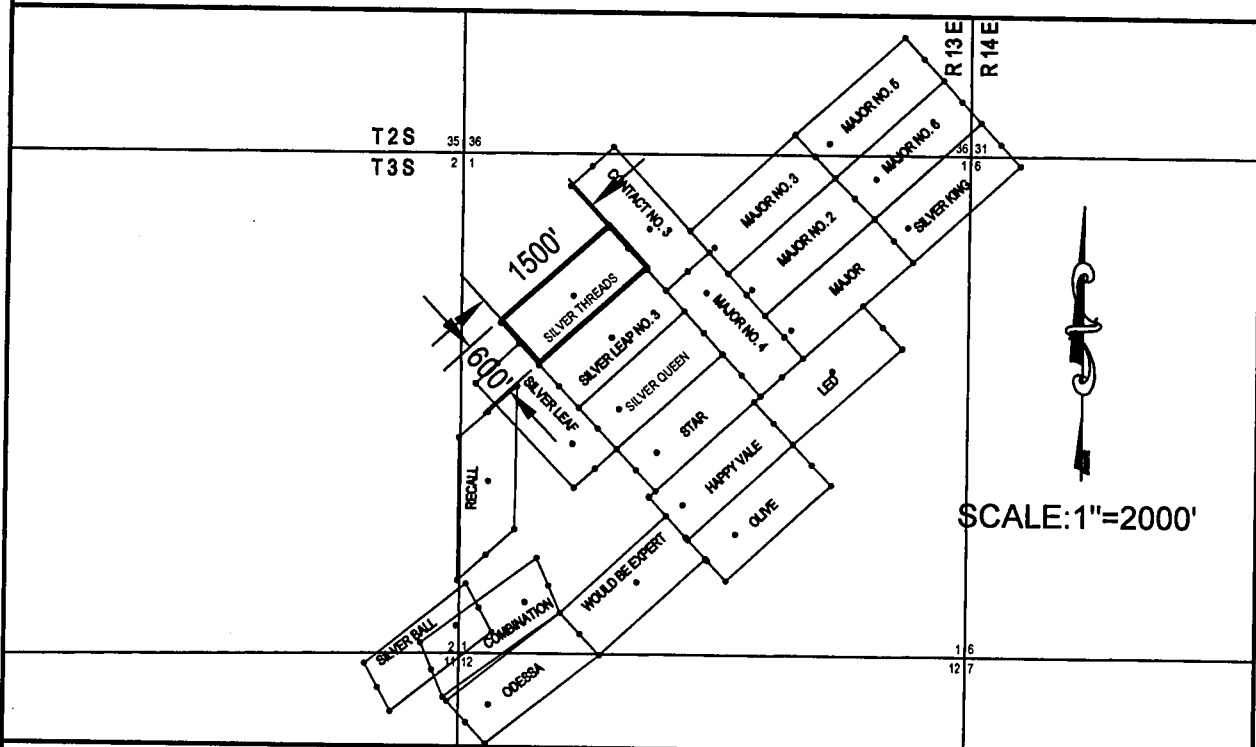 R 13 E
R 14 E
T 2 S
35 36
36 31
T 3 S
2 1
1 6
MAJOR NO. 5
MAJOR NO. 6
SILVER KING
CONTACT NO. 3
MAJOR NO. 3
MAJOR NO. 2
MAJOR
1500'
SILVER THREADS
MAJOR NO. 4
SILVER LEAP NO. 3
600'
SILVER LEAF
SILVER QUEEN
LED
STAR
RECALL
HAPPY VALE
OLIVE
SCALE:1"=2000'
WOULD BE EXPERT
COMBINATION
SILVER BALL
2 1
11 12
1 6
12 7
ODESSA